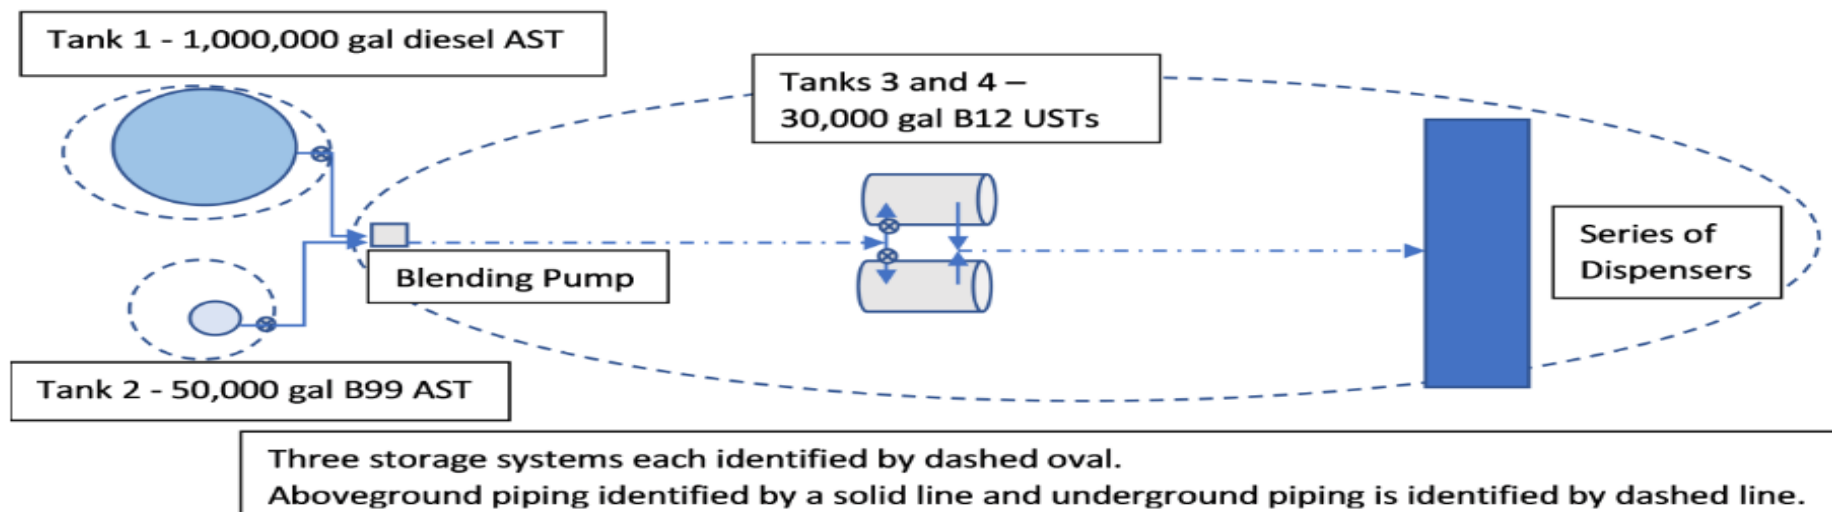 Tank 1 - 1,000,000 gal diesel AST
Tanks 3 and 4 –
30,000 gal B12 USTs
Series of
Dispensers
Blending Pump
Tank 2 - 50,000 gal B99 AST
Three storage systems each identified by dashed oval.
Aboveground piping identified by a solid line and underground piping is identified by dashed line.